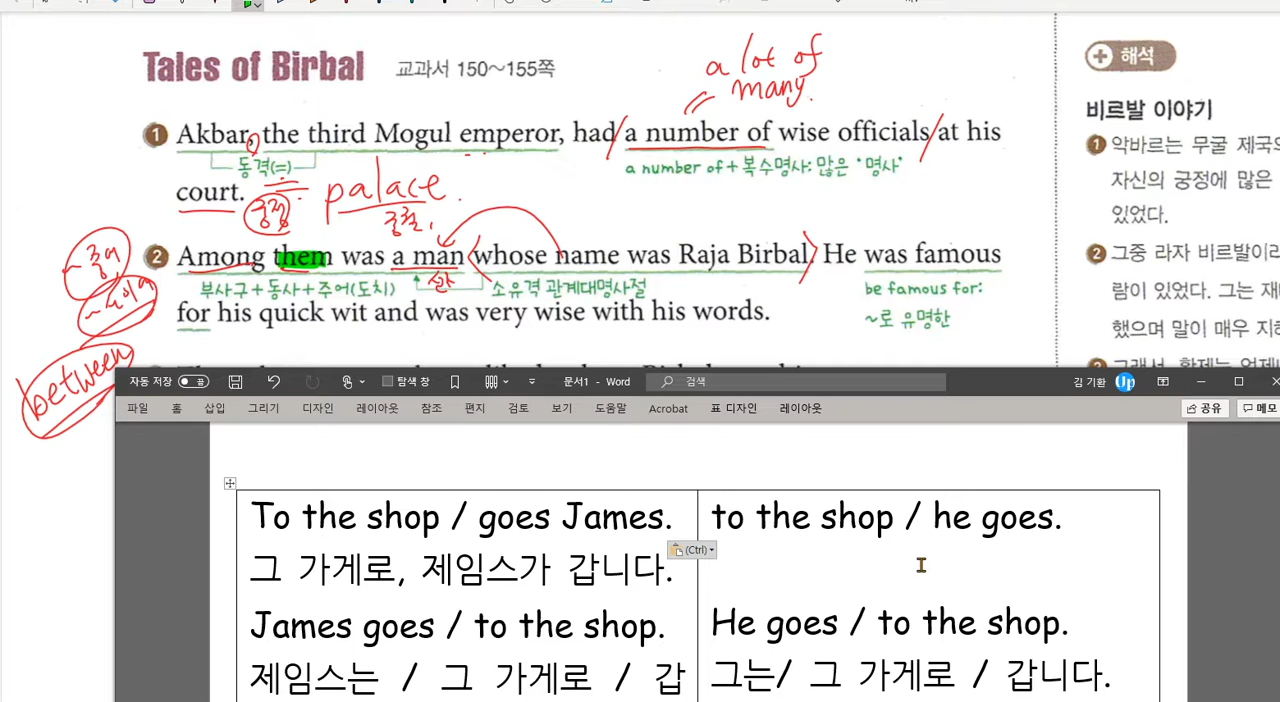 Tales of Birbal 교과서 150~155쪽
a lot of
many.
1 Akbar, the third Mogul emperor, had / a number of wise officials / at his
동격(=)
a number of + 복수명사: 많은 '명사'
court. 궁정 = palace.
궁궐,
2 Among them was a man <whose name was Raja Birbal> He was famous
~중에
부사구 + 동사 + 주어(도치)
소유격 관계대명사절
be famous for:
for his quick wit and was very wise with his words.
~로 유명한
between
+ 해석
비르발 이야기
1 악바르는 무굴 제국의
자신의 궁정에 많은
있었다.
2 그중 라자 비르발이라
람이 있었다. 그는 재
했으며 말이 매우 지
자동 저장 끔 탐색 창 문서1 - Word 검색 김 기환 Up
파일 홈 삽입 그리기 디자인 레이아웃 참조 편지 검토 보기 도움말 Acrobat 표 디자인 레이아웃 공유 메모
To the shop / goes James.
그 가게로, 제임스가 갑니다.
James goes / to the shop.
제임스는 / 그 가게로 / 갑
(Ctrl)
to the shop / he goes.
He goes / to the shop.
그는/ 그 가게로 / 갑니다.